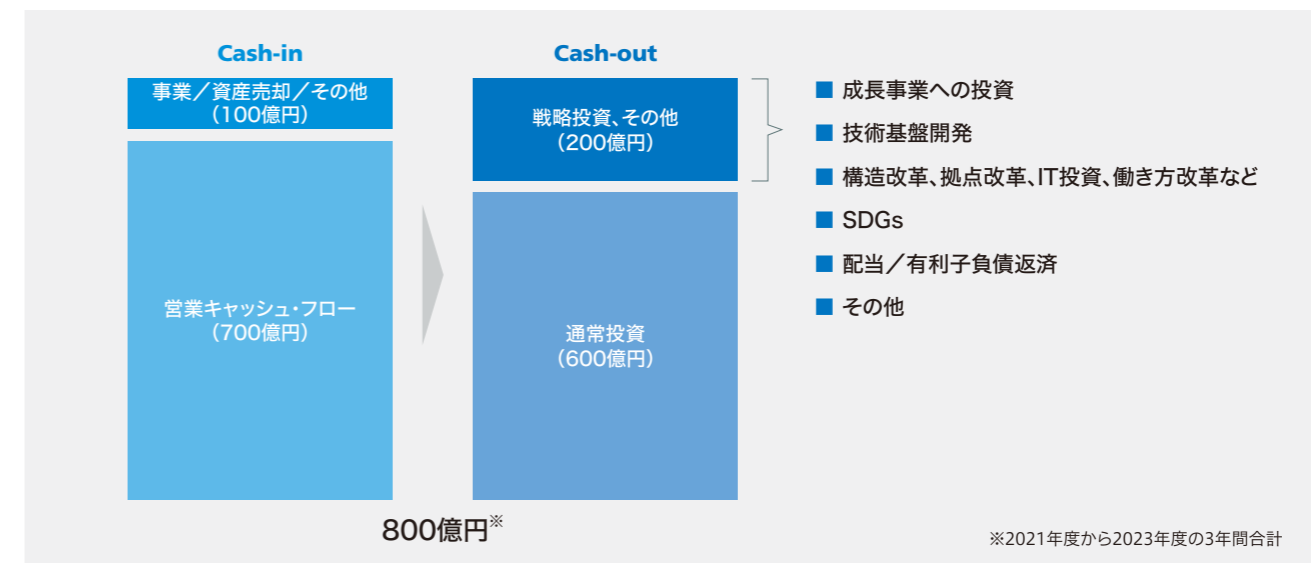 Cash-in
事業／資産売却／その他
（100億円）
営業キャッシュ・フロー
（700億円）
Cash-out
戦略投資、その他
（200億円）
通常投資
（600億円）
■ 成長事業への投資
■ 技術基盤開発
■ 構造改革、拠点改革、IT投資、働き方改革など
■ SDGs
■ 配当／有利子負債返済
■ その他
800億円※
※2021年度から2023年度の3年間合計